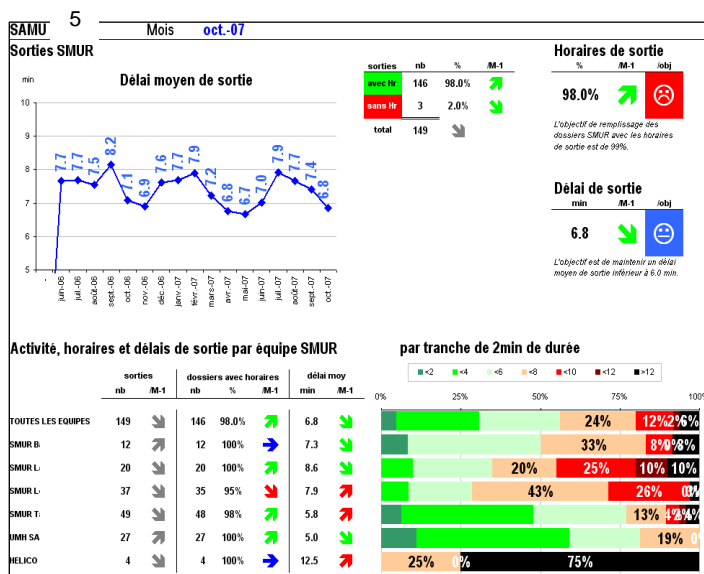 SAMU 5 Mois oct.-07
Sorties SMUR
min
Délai moyen de sortie
10
9
8
7
6
5
-
7.7 7.7 7.5 8.2 7.1 6.9 7.6 7.7 7.9 7.2 6.8 6.7 7.0 7.9 7.7 7.4 6.8
juin-06 juil.-06 août-06 sept.-06 oct.-06 nov.-06 déc.-06 janv.-07 févr.-07 mars-07 avr.-07 mai-07 juin-07 juil.-07 août-07 sept.-07 oct.-07
sorties nb % /M-1
avec Hr 146 98.0%
sans Hr 3 2.0%
total 149
Horaires de sortie
% /M-1 /obj
98.0%
L'objectif de remplissage des
dossiers SMUR avec les horaires
de sortie est de 99%.
Délai de sortie
min /M-1 /obj
6.8
L'objectif est de maintenir un délai
moyen de sortie inférieur à 6.0 min.
Activité, horaires et délais de sortie par équipe SMUR
sorties dossiers avec horaires délai moy
nb /M-1 nb % /M-1 min /M-1
TOUTES LES EQUIPES 149 146 98.0% 6.8
SMUR B 12 12 100% 7.3
SMUR L 20 20 100% 8.6
SMUR L 37 35 95% 7.9
SMUR T 49 48 98% 5.8
UMH SA 27 27 100% 5.0
HELICO 4 4 100% 12.5
par tranche de 2min de durée
<2 <4 <6 <8 <10 <12 >12
0% 25% 50% 75% 100%
24% 12% 2% 6%
33% 8% 0% 8%
20% 25% 10% 10%
43% 26% 0%
13% 4%
19% 0%
25% 0% 75%